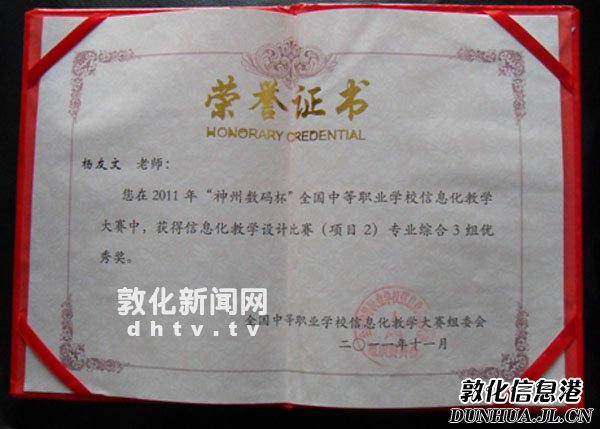 荣誉证书
HONORARY CREDENTIAL
杨友文 老师：
您在2011年“神州数码杯”全国中等职业学校信息化教学
大赛中，获得信息化教学设计比赛（项目2）专业综合3组优
秀奖。
敦化新闻网
dhtv.tv
全国中等职业学校信息化教学大赛组委会
二〇一一年十一月
敦化信息港
DUNHUA.JL.CN